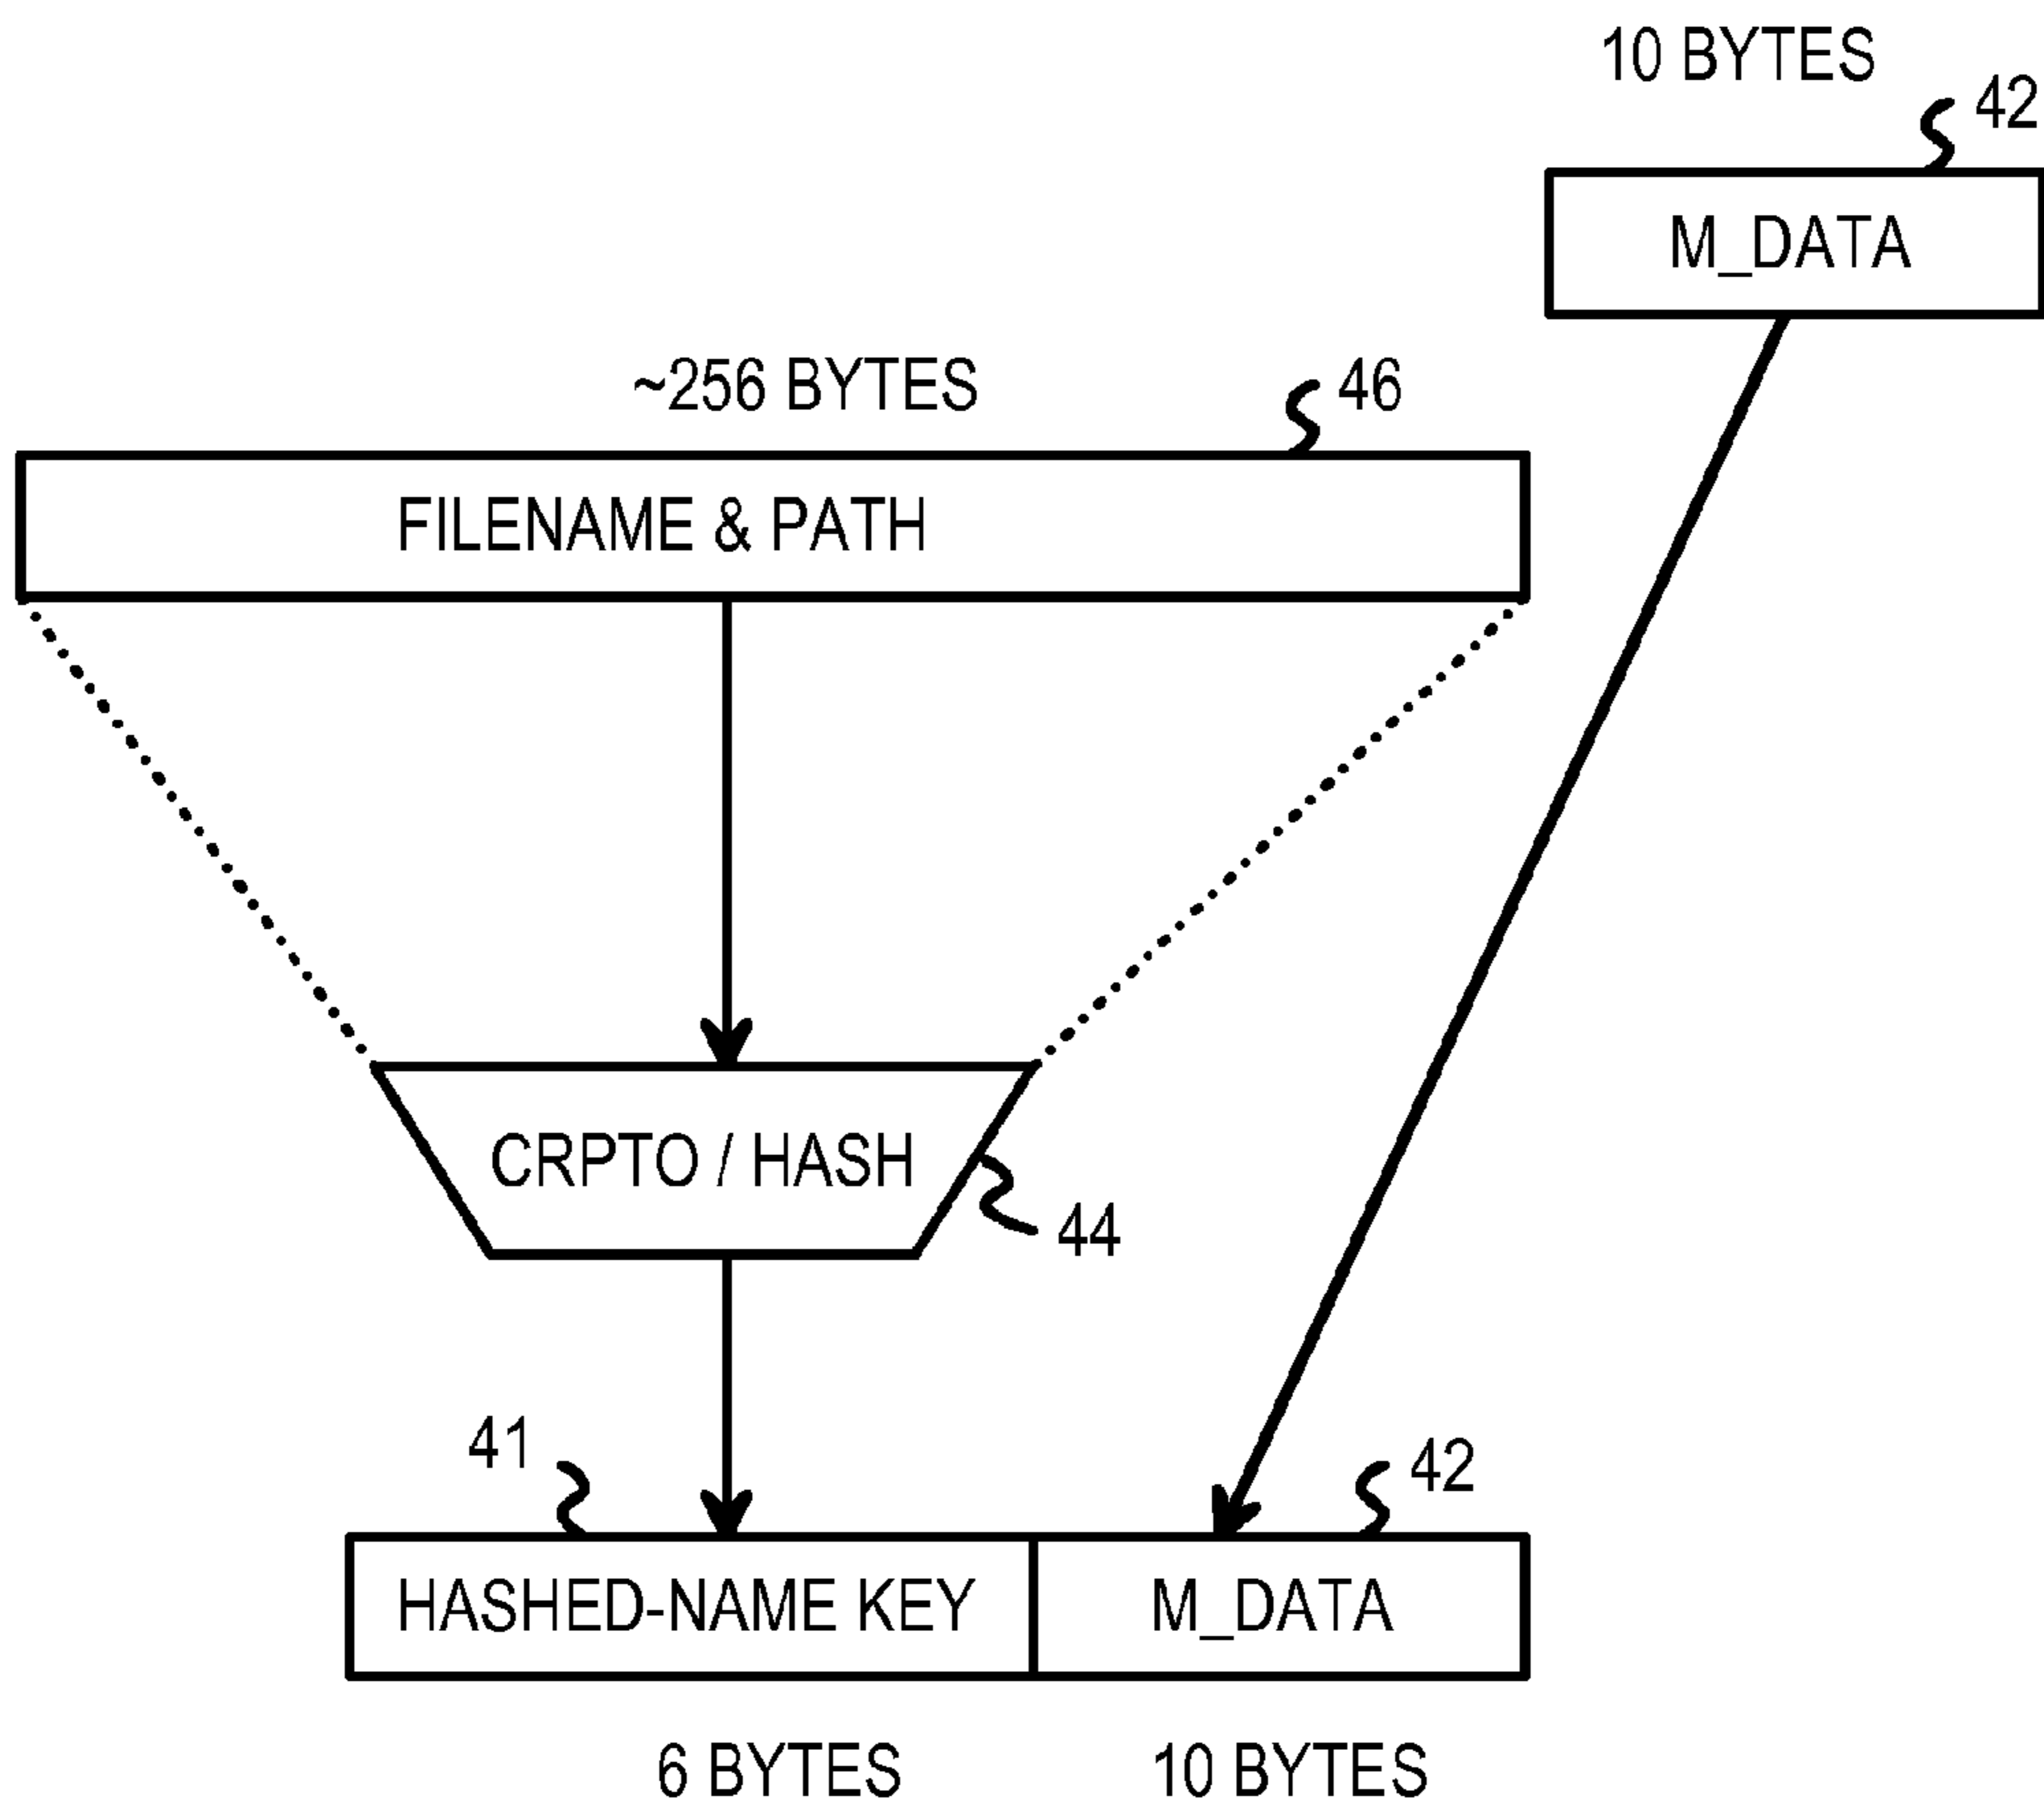 10 BYTES
42
M_DATA
~256 BYTES
46
FILENAME & PATH
CRPTO / HASH
44
41
42
HASHED-NAME KEY
M_DATA
6 BYTES
10 BYTES